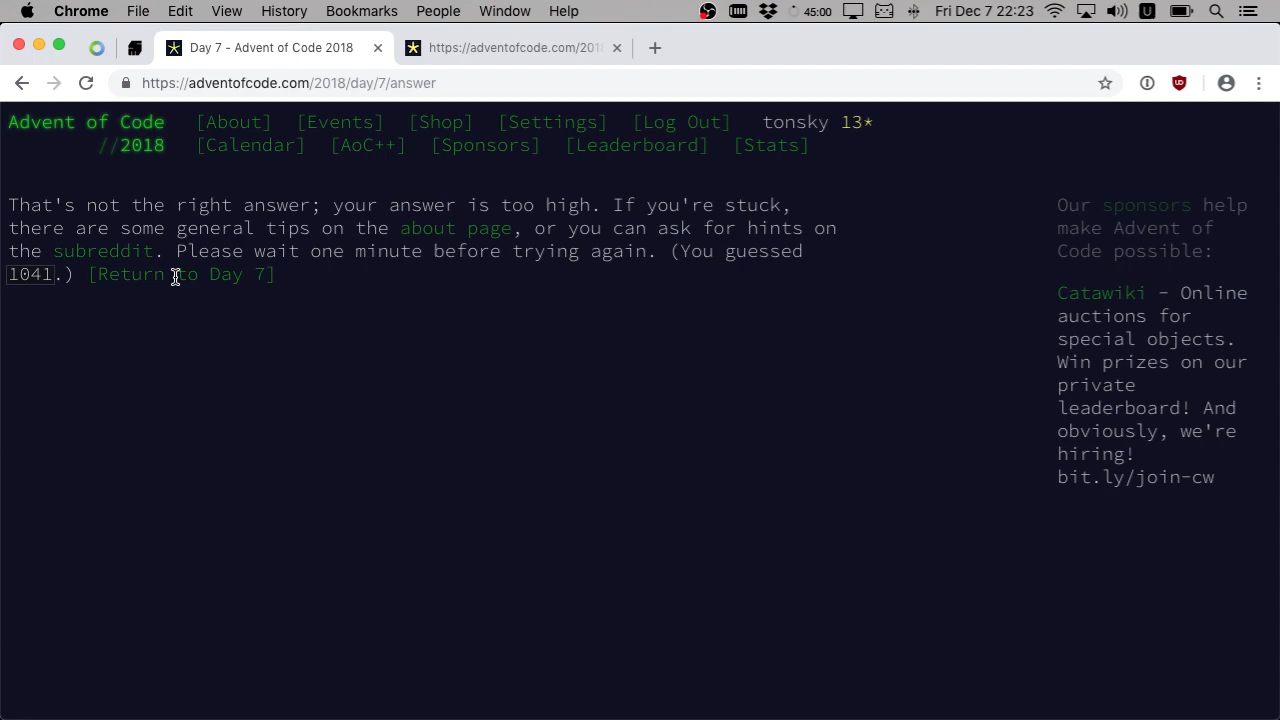 Chrome File Edit View History Bookmarks People Window Help 45:00 U Fri Dec 7 22:23
Day 7 - Advent of Code 2018 https://adventofcode.com/201
https://adventofcode.com/2018/day/7/answer
Advent of Code [About] [Events] [Shop] [Settings] [Log Out] tonsky 13*
//2018 [Calendar] [AoC++] [Sponsors] [Leaderboard] [Stats]
That's not the right answer; your answer is too high. If you're stuck,
there are some general tips on the about page, or you can ask for hints on
the subreddit. Please wait one minute before trying again. (You guessed
1041.) [Return to Day 7]
Our sponsors help
make Advent of
Code possible:
Catawiki - Online
auctions for
special objects.
Win prizes on our
private
leaderboard! And
obviously, we're
hiring!
bit.ly/join-cw